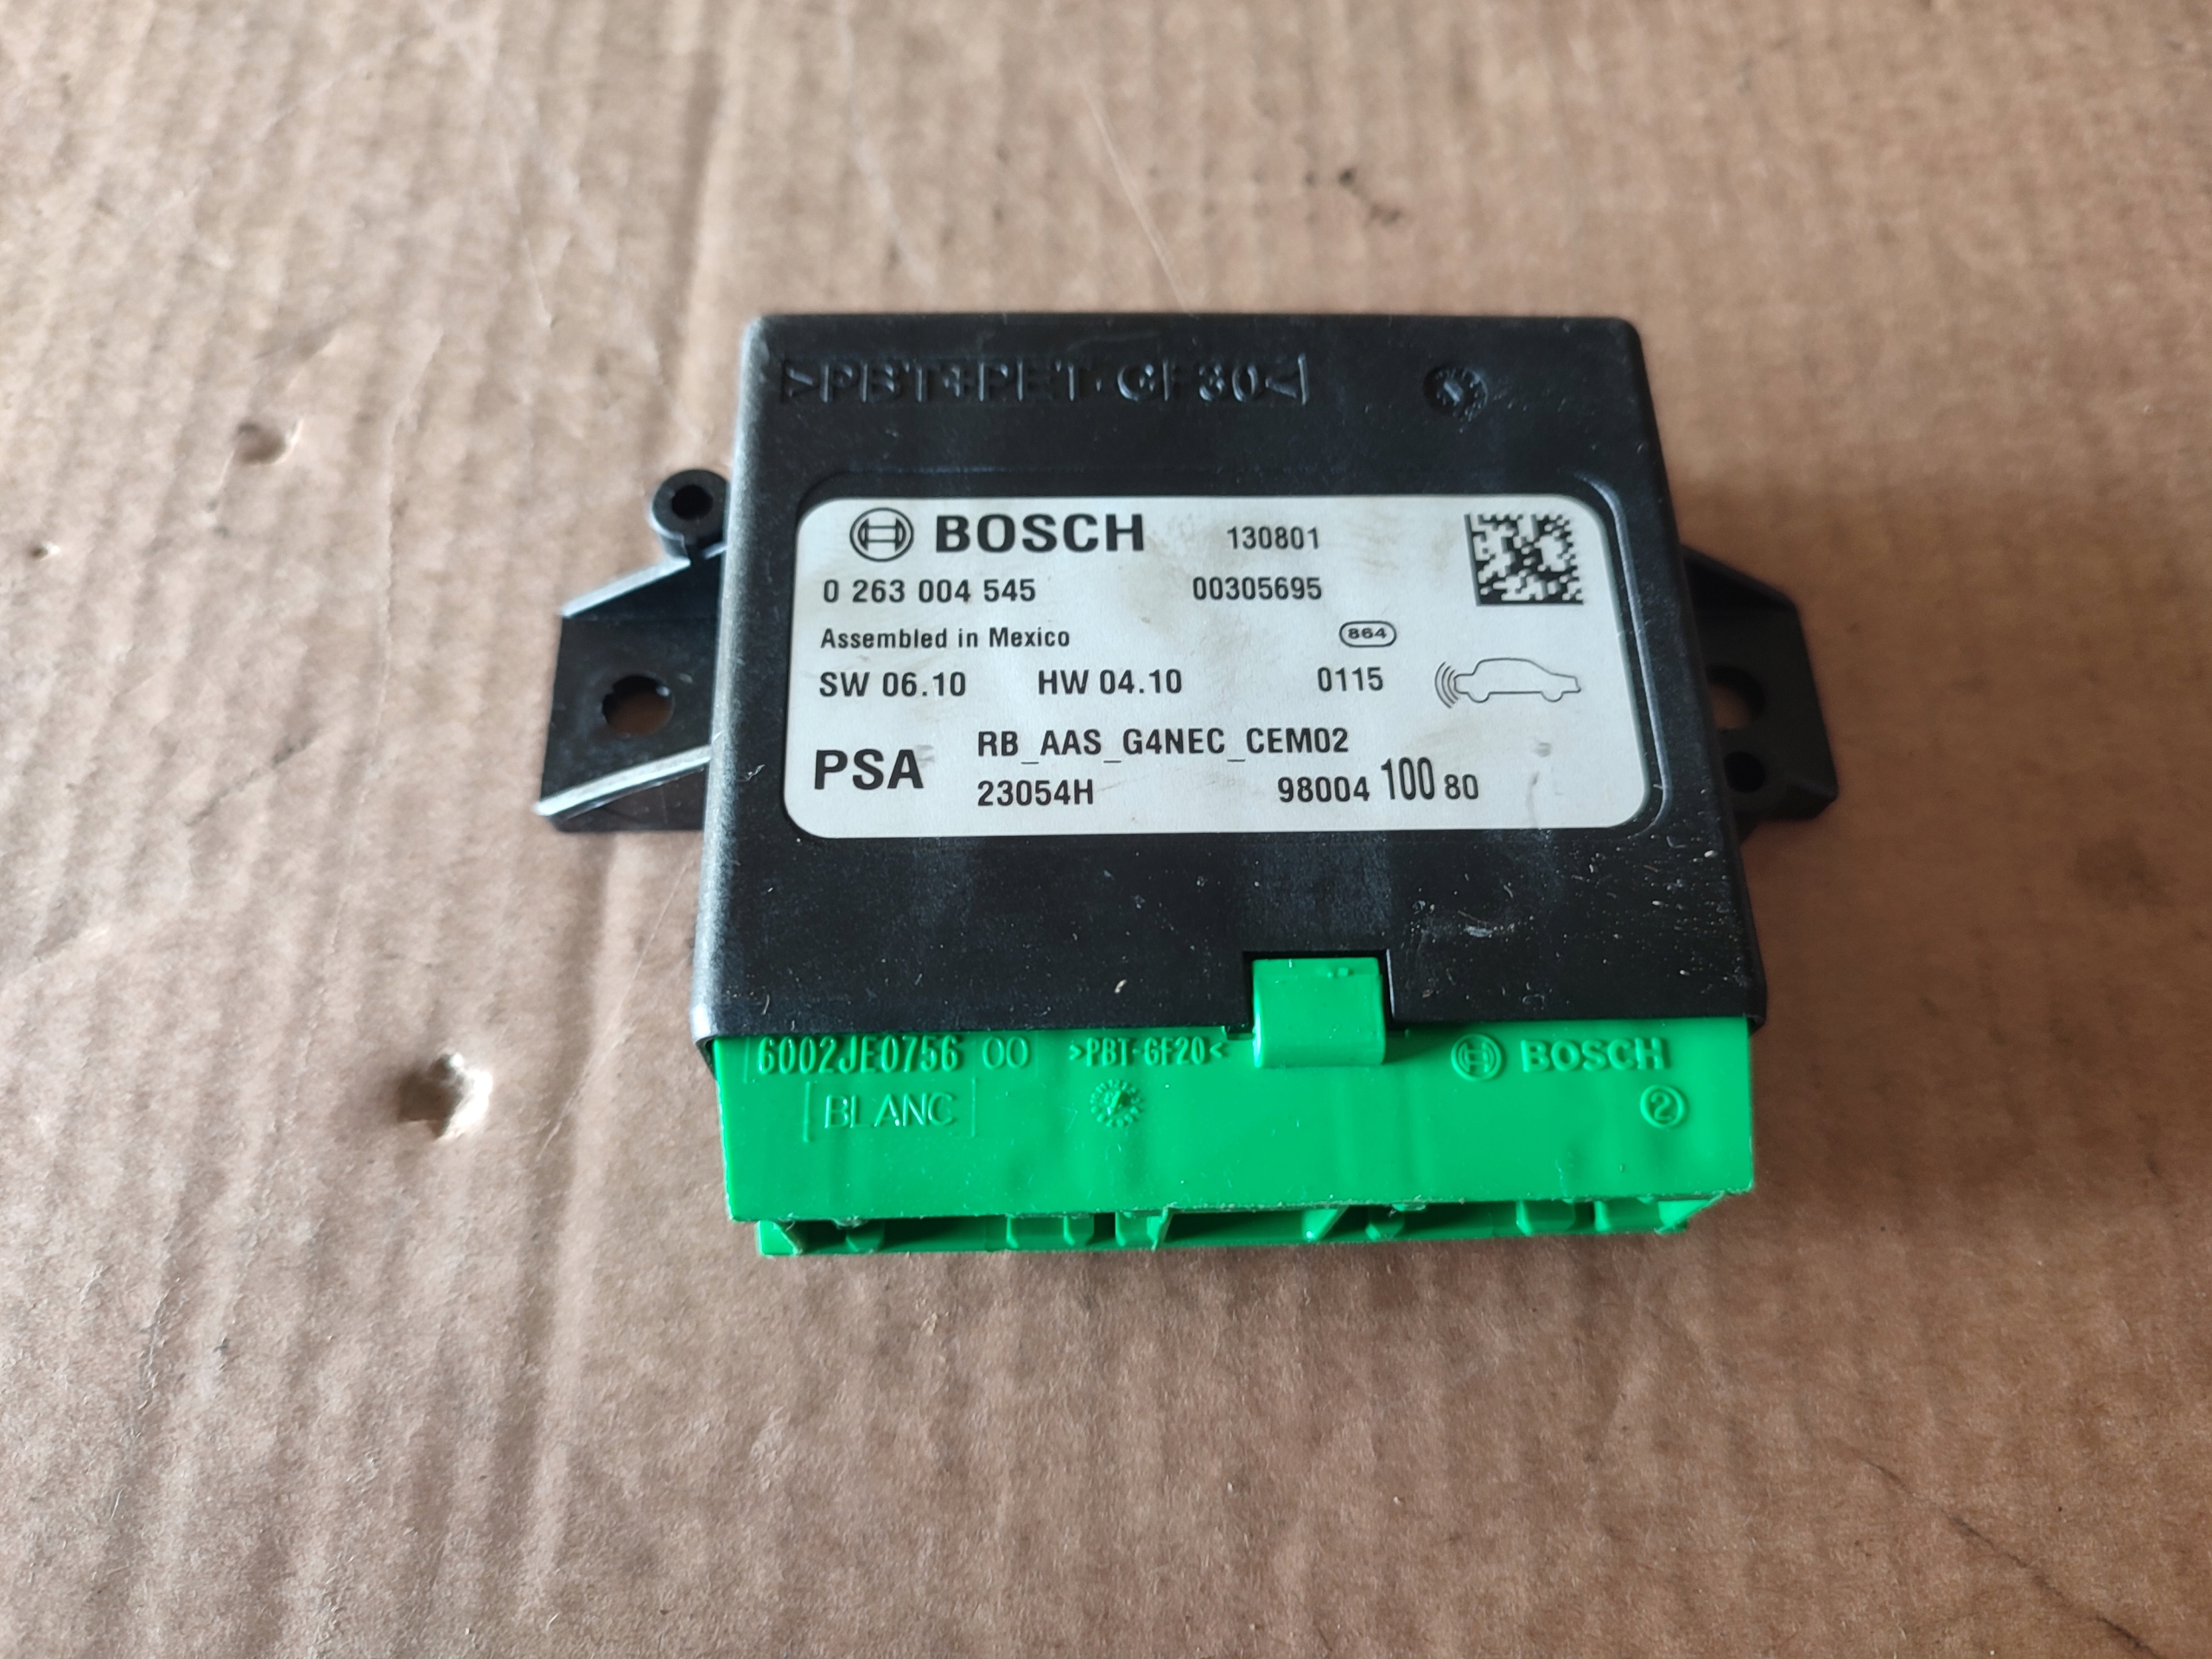 >PBT+PET-GF30<
BOSCH 130801
0 263 004 545 00305695
Assembled in Mexico 864
SW 06.10 HW 04.10 0115
RB_AAS_G4NEC_CEM02
PSA 23054H 98004 100 80
6002JE0756 00 >PBT-GF20< BOSCH
BLANC 2